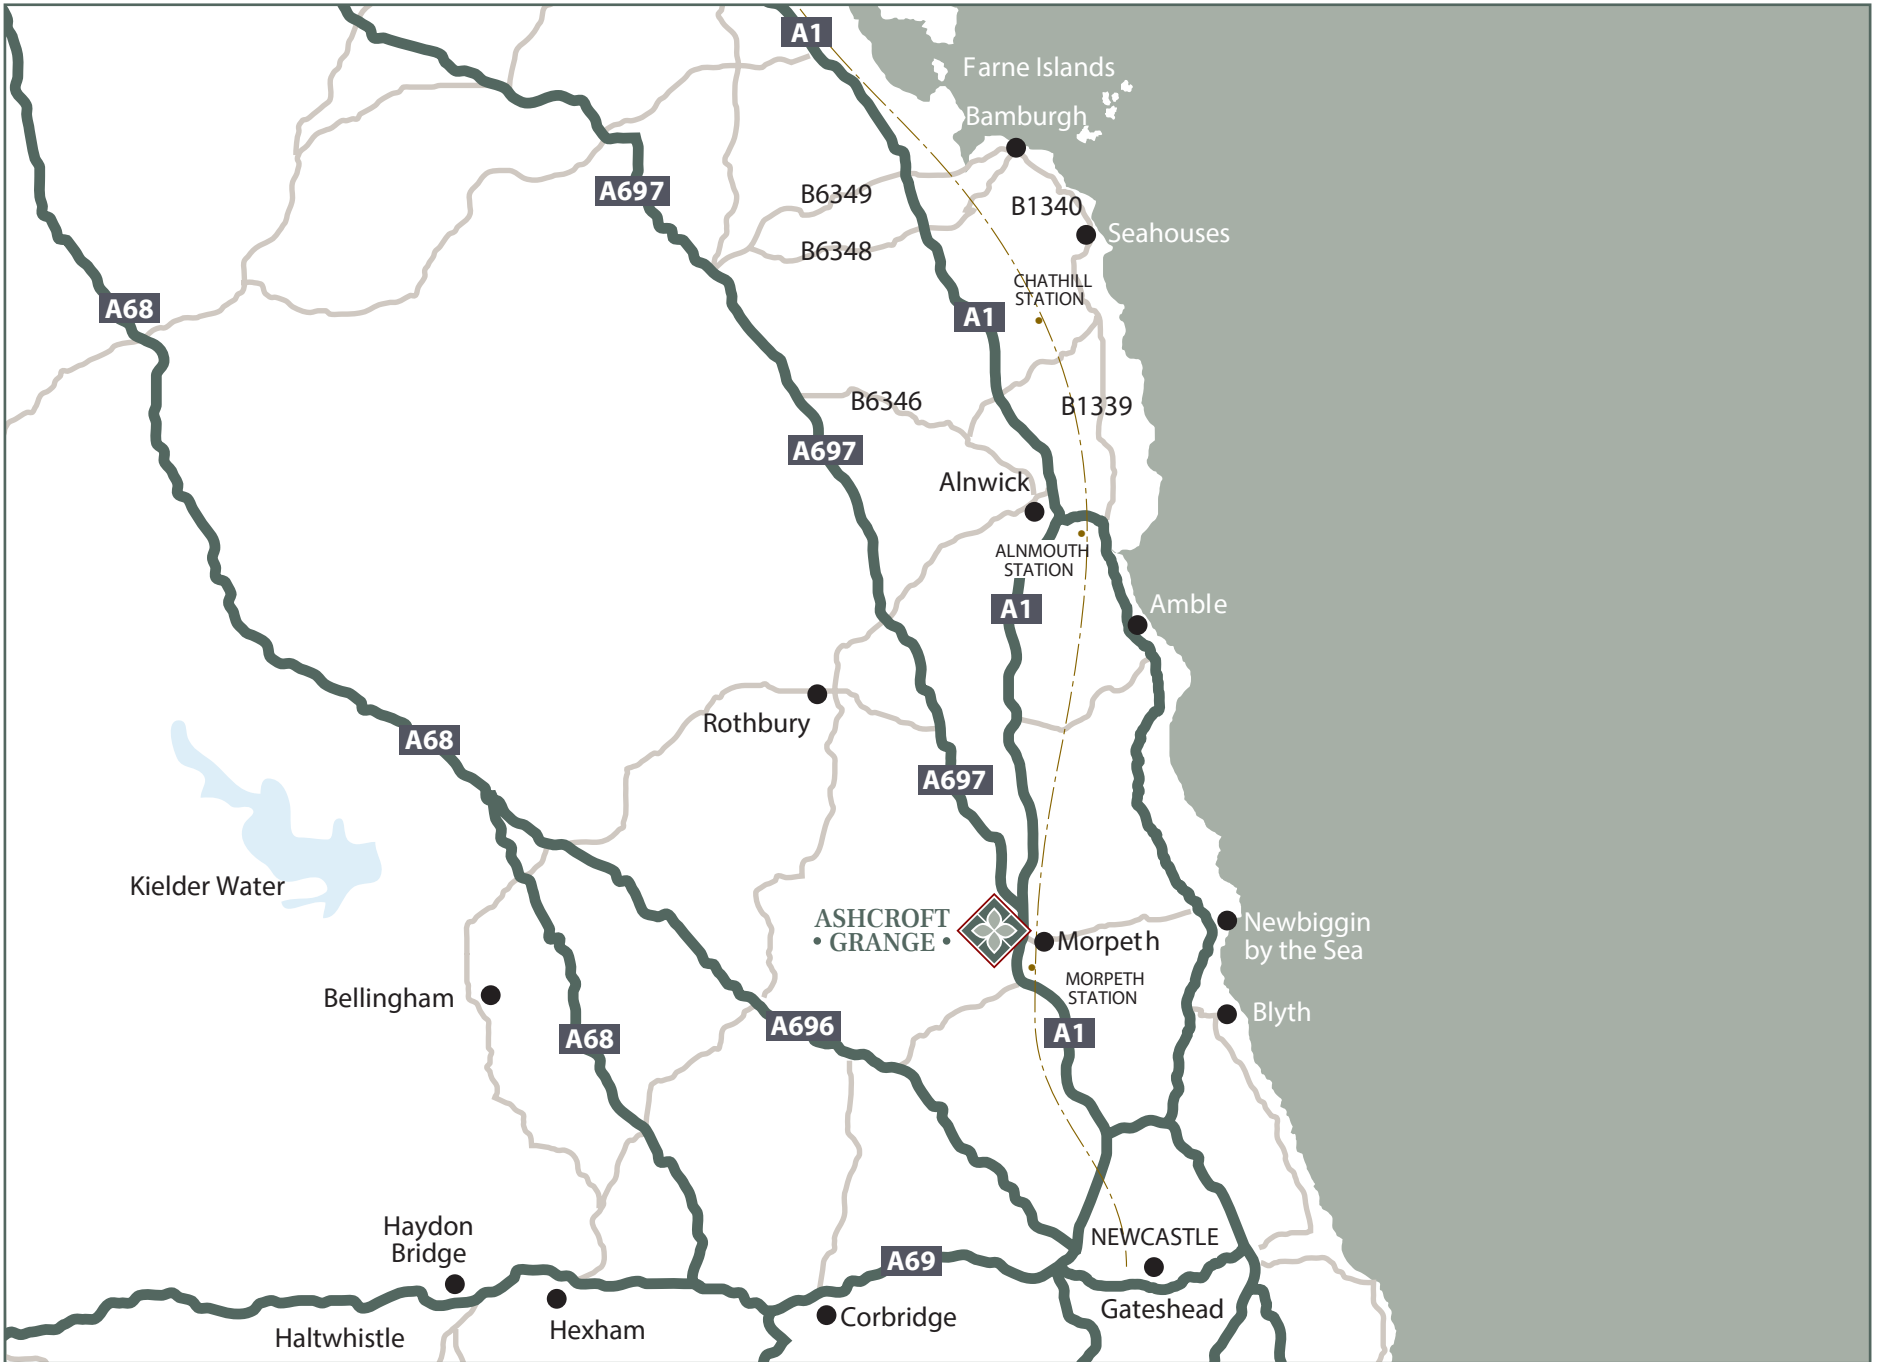 A1
Farne Islands
Bamburgh
A697
B6349
B1340
Seahouses
B6348
CHATHILL
STATION
A68
A1
B6346
B1339
A697
Alnwick
ALNMOUTH
STATION
A1
Amble
Rothbury
A68
A697
Kielder Water
ASHCROFT
• GRANGE •
Morpeth
Newbiggin
by the Sea
MORPETH
STATION
Bellingham
Blyth
A696
A68
A1
Haydon
Bridge
NEWCASTLE
A69
Gateshead
Corbridge
Hexham
Haltwhistle